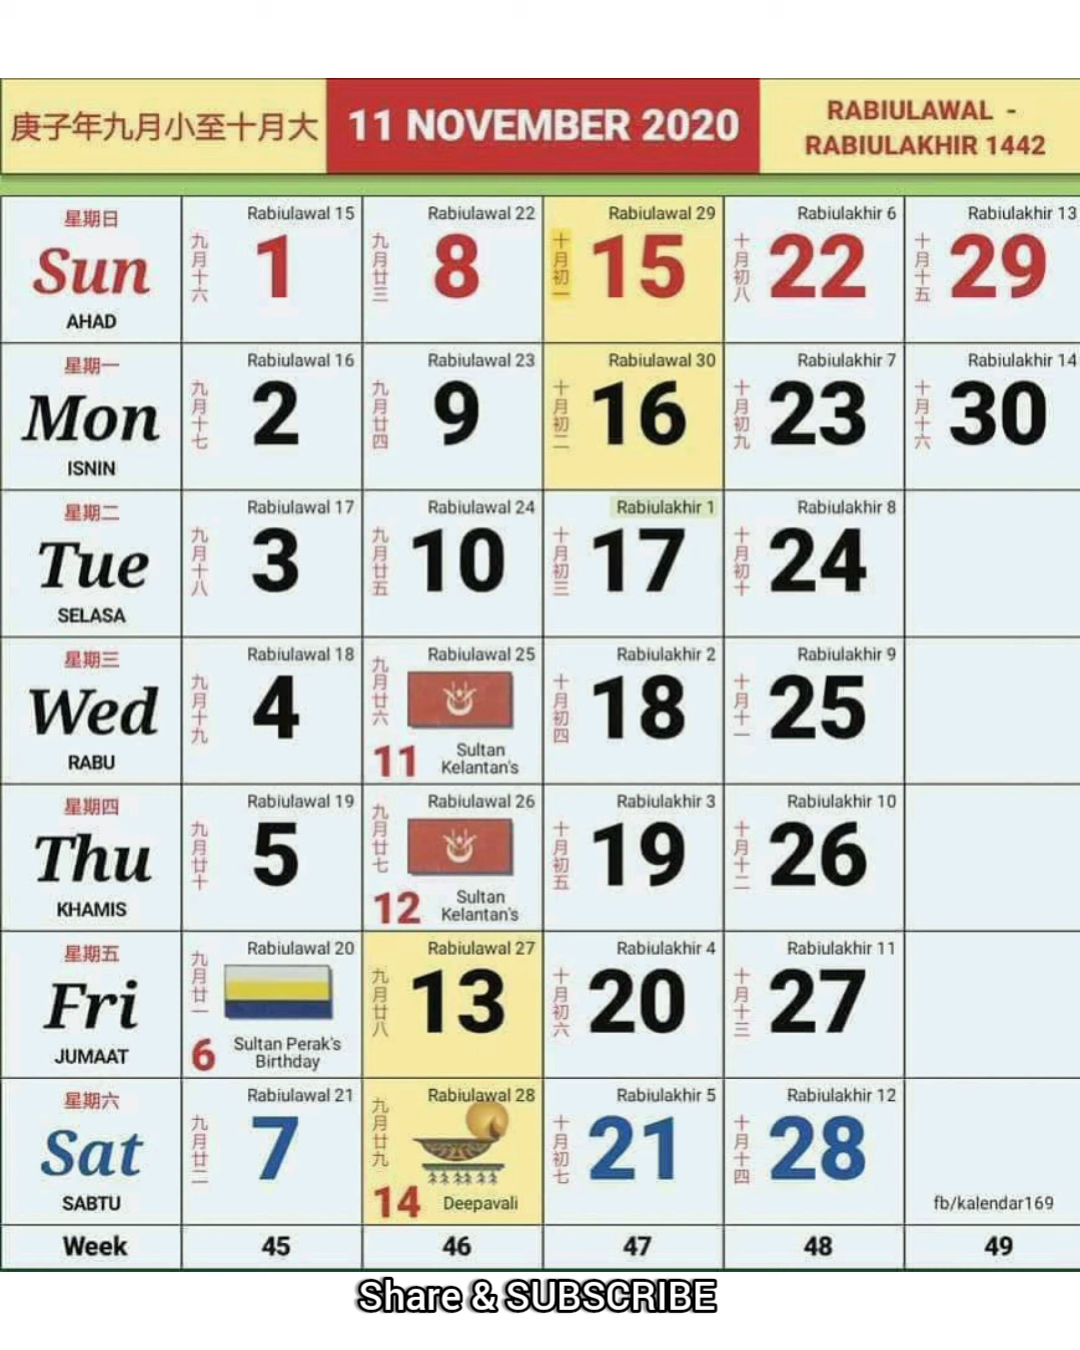 庚子年九月小至十月大
11 NOVEMBER 2020
RABIULAWAL -
RABIULAKHIR 1442
星期日
Sun
AHAD
Rabiulawal 15
九月十六
1
Rabiulawal 22
九月廿三
8
Rabiulawal 29
十月初一
15
Rabiulakhir 6
十月初八
22
Rabiulakhir 13
十月十五
29
星期一
Mon
ISNIN
Rabiulawal 16
九月十七
2
Rabiulawal 23
九月廿四
9
Rabiulawal 30
十月初二
16
Rabiulakhir 7
十月初九
23
Rabiulakhir 14
十月十六
30
星期二
Tue
SELASA
Rabiulawal 17
九月十八
3
Rabiulawal 24
九月廿五
10
Rabiulakhir 1
十月初三
17
Rabiulakhir 8
十月初十
24
星期三
Wed
RABU
Rabiulawal 18
九月十九
4
Rabiulawal 25
九月廿六
11
Sultan
Kelantan's
Rabiulakhir 2
十月初四
18
Rabiulakhir 9
十月十一
25
星期四
Thu
KHAMIS
Rabiulawal 19
九月廿十
5
Rabiulawal 26
九月廿七
12
Sultan
Kelantan's
Rabiulakhir 3
十月初五
19
Rabiulakhir 10
十月十二
26
星期五
Fri
JUMAAT
Rabiulawal 20
九月廿一
6
Sultan Perak's
Birthday
Rabiulawal 27
九月廿八
13
Rabiulakhir 4
十月初六
20
Rabiulakhir 11
十月十三
27
星期六
Sat
SABTU
Rabiulawal 21
九月廿二
7
Rabiulawal 28
九月廿九
14
Deepavali
Rabiulakhir 5
十月初七
21
Rabiulakhir 12
十月十四
28
fb/kalendar169
Week
45
46
47
48
49
Share & SUBSCRIBE